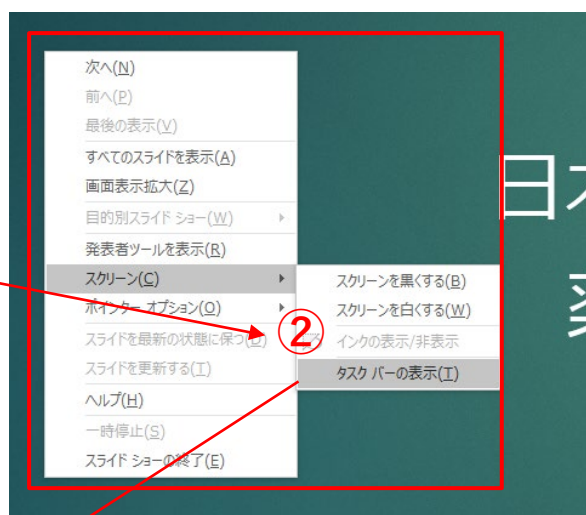 次へ(N)
前へ(P)
最後の表示(V)
すべてのスライドを表示(A)
画面表示拡大(Z)
目的別スライド ショー(W)
発表者ツールを表示(R)
スクリーン(C)
ポインター オプション(O)
スライドを最新の状態に保つ(D)
スライドを更新する(I)
ヘルプ(H)
一時停止(S)
スライド ショーの終了(E)
②
スクリーンを黒くする(B)
スクリーンを白くする(W)
インクの表示/非表示
タスク バーの表示(T)
日